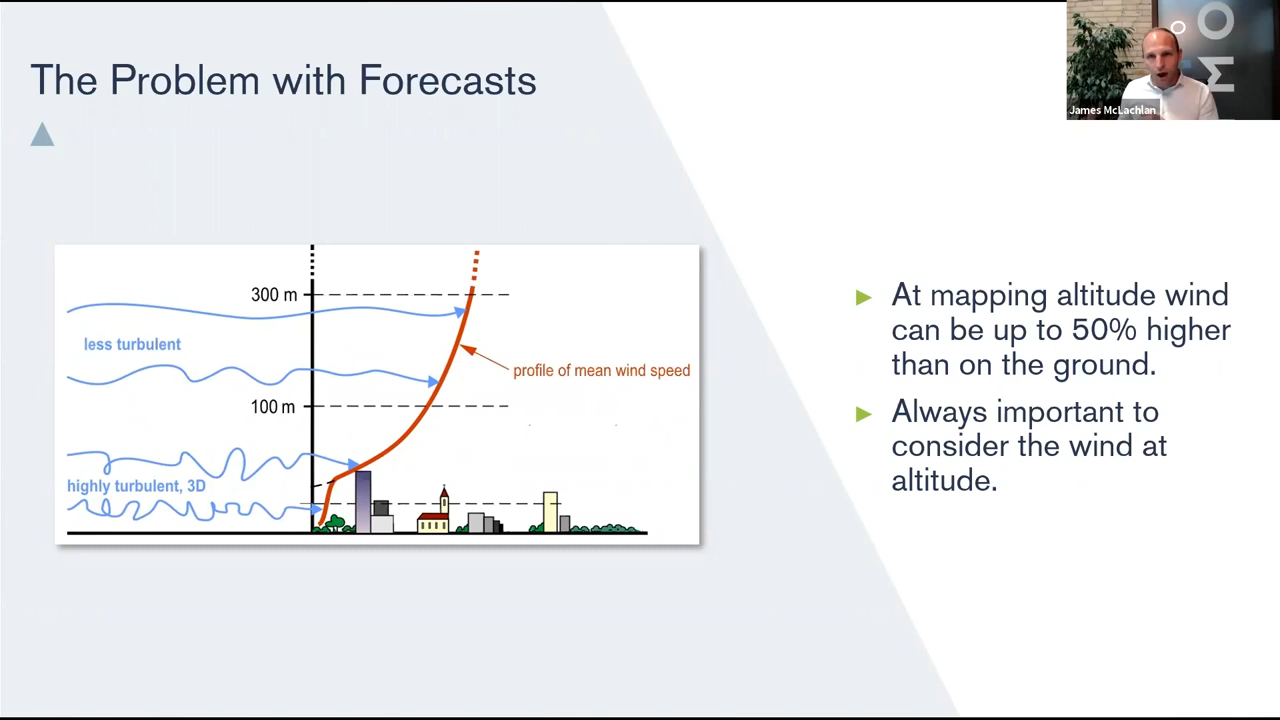 The Problem with Forecasts
300 m
less turbulent
profile of mean wind speed
100 m
highly turbulent, 3D
▶ At mapping altitude wind
can be up to 50% higher
than on the ground.
▶ Always important to
consider the wind at
altitude.
James McLachlan